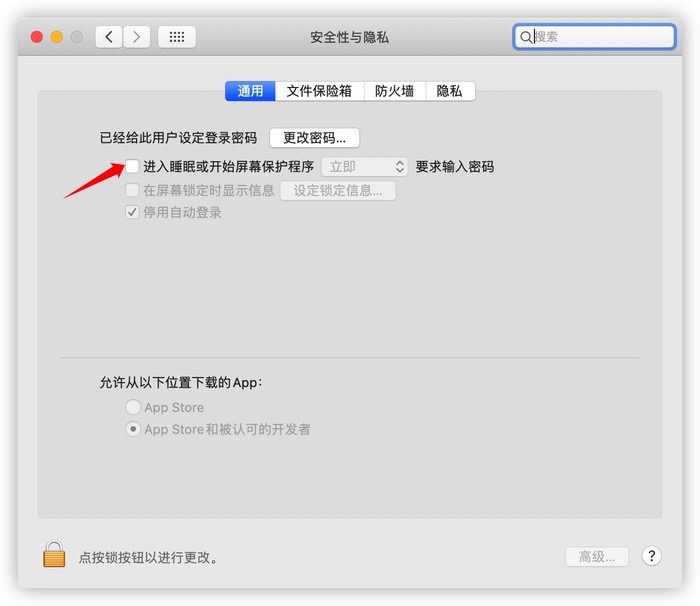 安全性与隐私
搜索
通用 文件保险箱 防火墙 隐私
已经给此用户设定登录密码 更改密码...
进入睡眠或开始屏幕保护程序 立即 要求输入密码
在屏幕锁定时显示信息 设定锁定信息...
停用自动登录
允许从以下位置下载的App：
App Store
App Store和被认可的开发者
点按锁按钮以进行更改。
高级... ?